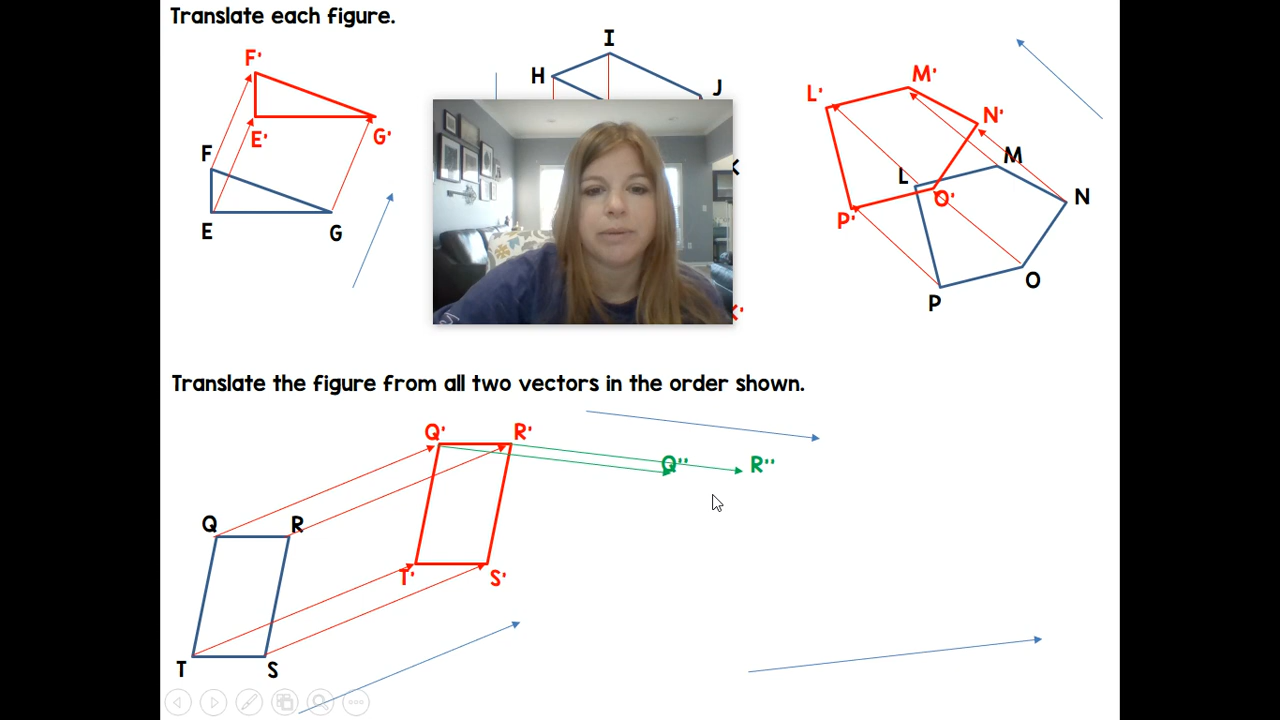 Translate each figure.
F'
E'
G'
F
E
G
I
H
J
K
K'
L'
M'
N'
M
L
O'
N
P'
O
P
Translate the figure from all two vectors in the order shown.
Q'
R'
Q''
R''
Q
R
T'
S'
T
S